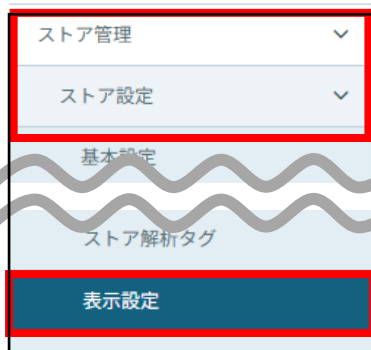 ストア管理
ストア設定
基本設定
ストア解析タグ
表示設定